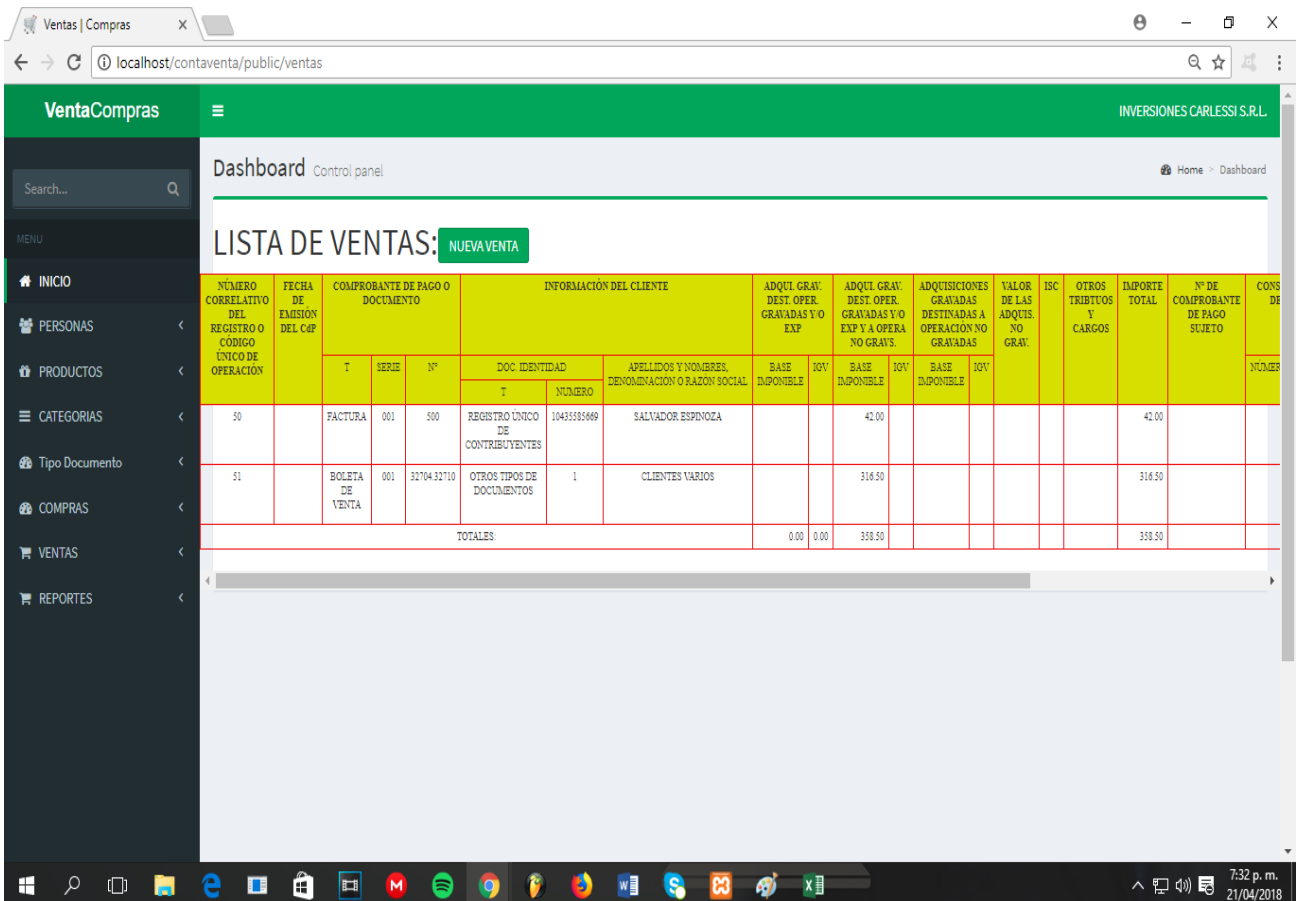 Ventas | Compras
localhost/contaventa/public/ventas
VentaCompras
INVERSIONES CARLESSI S.R.L.
Dashboard Control panel
Home > Dashboard
Search...
MENU
INICIO
PERSONAS
PRODUCTOS
CATEGORIAS
Tipo Documento
COMPRAS
VENTAS
REPORTES
LISTA DE VENTAS: NUEVA VENTA
NÚMERO CORRELATIVO DEL REGISTRO O CÓDIGO ÚNICO DE OPERACIÓN
FECHA DE EMISIÓN DEL CdP
COMPROBANTE DE PAGO O DOCUMENTO
INFORMACIÓN DEL CLIENTE
ADQUI. GRAV. DEST. OPER. GRAVADAS Y/O EXP
ADQUI. GRAV. DEST. OPER. GRAVADAS Y/O EXP Y A OPERA NO GRAVS.
ADQUISICIONES GRAVADAS DESTINADAS A OPERACIÓN NO GRAVADAS
VALOR DE LAS ADQUIS. NO GRAV.
ISC
OTROS TRIBTUOS Y CARGOS
IMPORTE TOTAL
Nº DE COMPROBANTE DE PAGO SUJETO
CONS
DE
T SERIE Nº DOC. IDENTIDAD APELLIDOS Y NOMBRES, DENOMINACIÓN O RAZÓN SOCIAL BASE IMPONIBLE IGV BASE IMPONIBLE IGV BASE IMPONIBLE IGV NÚMER
T NUMERO
50 FACTURA 001 500 REGISTRO ÚNICO DE CONTRIBUYENTES 10435585669 SALVADOR ESPINOZA 42.00 42.00
51 BOLETA DE VENTA 001 32704.32710 OTROS TIPOS DE DOCUMENTOS 1 CLIENTES VARIOS 316.50 316.50
TOTALES: 0.00 0.00 358.50 358.50
7:32 p. m.
21/04/2018